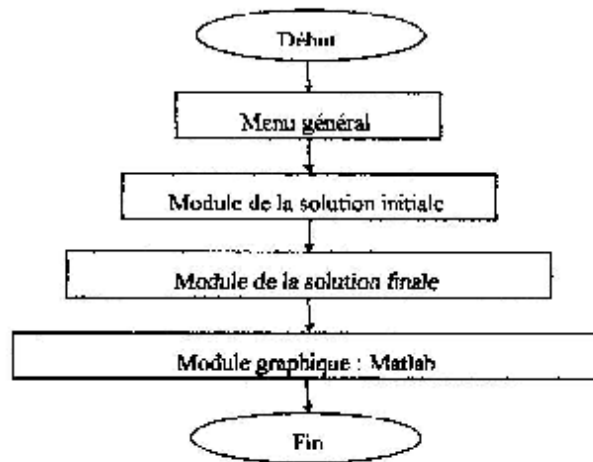 Début
Menu général
Module de la solution initiale
Module de la solution finale
Module graphique : Matlab
Fin